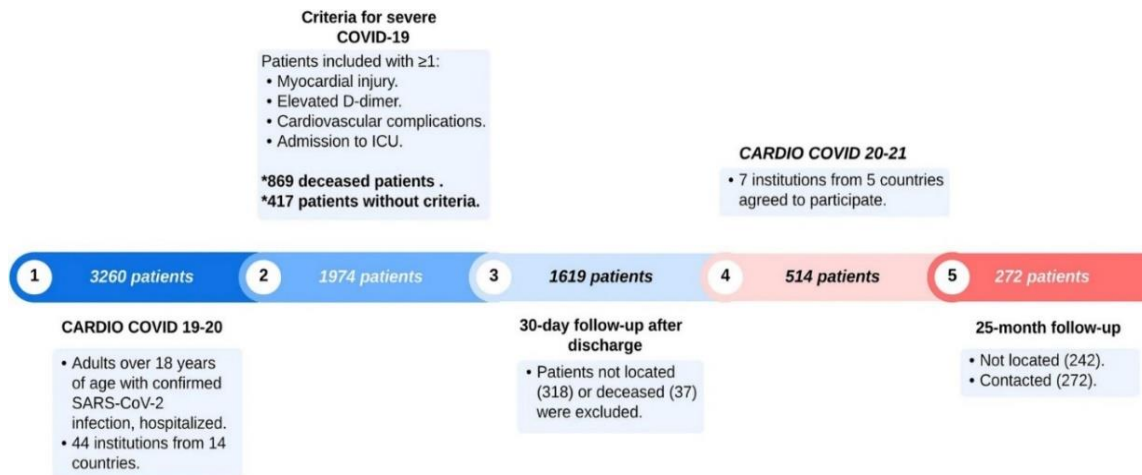 Criteria for severe
COVID-19
Patients included with ≥1:
• Myocardial injury.
• Elevated D-dimer.
• Cardiovascular complications.
• Admission to ICU.
*869 deceased patients .
*417 patients without criteria.
CARDIO COVID 20-21
• 7 institutions from 5 countries
agreed to participate.
1 3260 patients 2 1974 patients 3 1619 patients 4 514 patients 5 272 patients
CARDIO COVID 19-20
• Adults over 18 years
of age with confirmed
SARS-CoV-2
infection, hospitalized.
• 44 institutions from 14
countries.
30-day follow-up after
discharge
• Patients not located
(318) or deceased (37)
were excluded.
25-month follow-up
• Not located (242).
• Contacted (272).